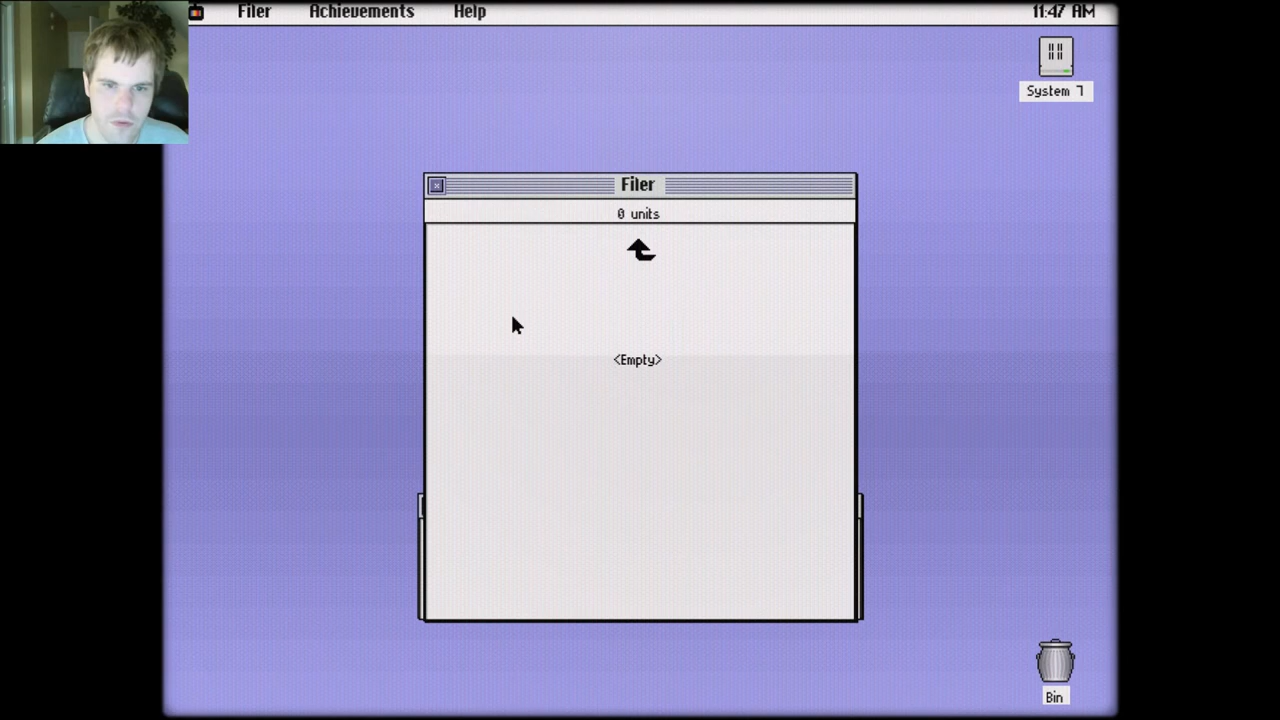 Filer Achievements Help 11:47 AM
System 7
Filer
0 units
<Empty>
Bin